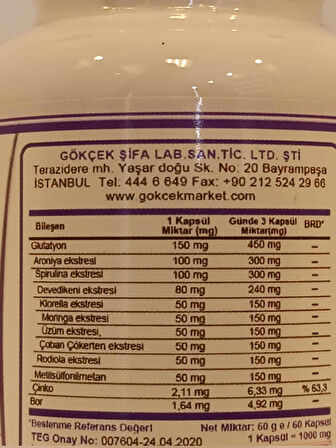 GÖKÇEK ŞİFA LAB.SAN.TİC. LTD. ŞTİ
Terazidere mh. Yaşar doğu Sk. No. 20 Bayrampaşa
İSTANBUL Tel: 444 6 649 Fax: +90 212 524 29 66
www.gokcekmarket.com
Bileşen 1 Kapsül Miktar (mg) Günde 3 Kapsül Miktar(mg) BRD*
Glutatyon 150 mg 450 mg –
Aroniya ekstresi 100 mg 300 mg –
Spirulina ekstresi 100 mg 300 mg –
Devedikeni ekstresi 80 mg 240 mg –
Klorella ekstresi 50 mg 150 mg –
Moringa ekstresi 50 mg 150 mg –
Üzüm ekstresi, 50 mg 150 mg –
Çoban Çökerten ekstresi 50 mg 150 mg –
Rodiola ekstresi 50 mg 150 mg –
Metilsülfonilmetan 50 mg 150 mg –
Çinko 2,11 mg 6,33 mg % 63,3
Bor 1,64 mg 4,92 mg –
*Beslenme Referans Değeri Net Miktar: 60 g e / 60 Kapsül
TEG Onay No: 007604-24.04.2020 1 Kapsül = 1000 mg